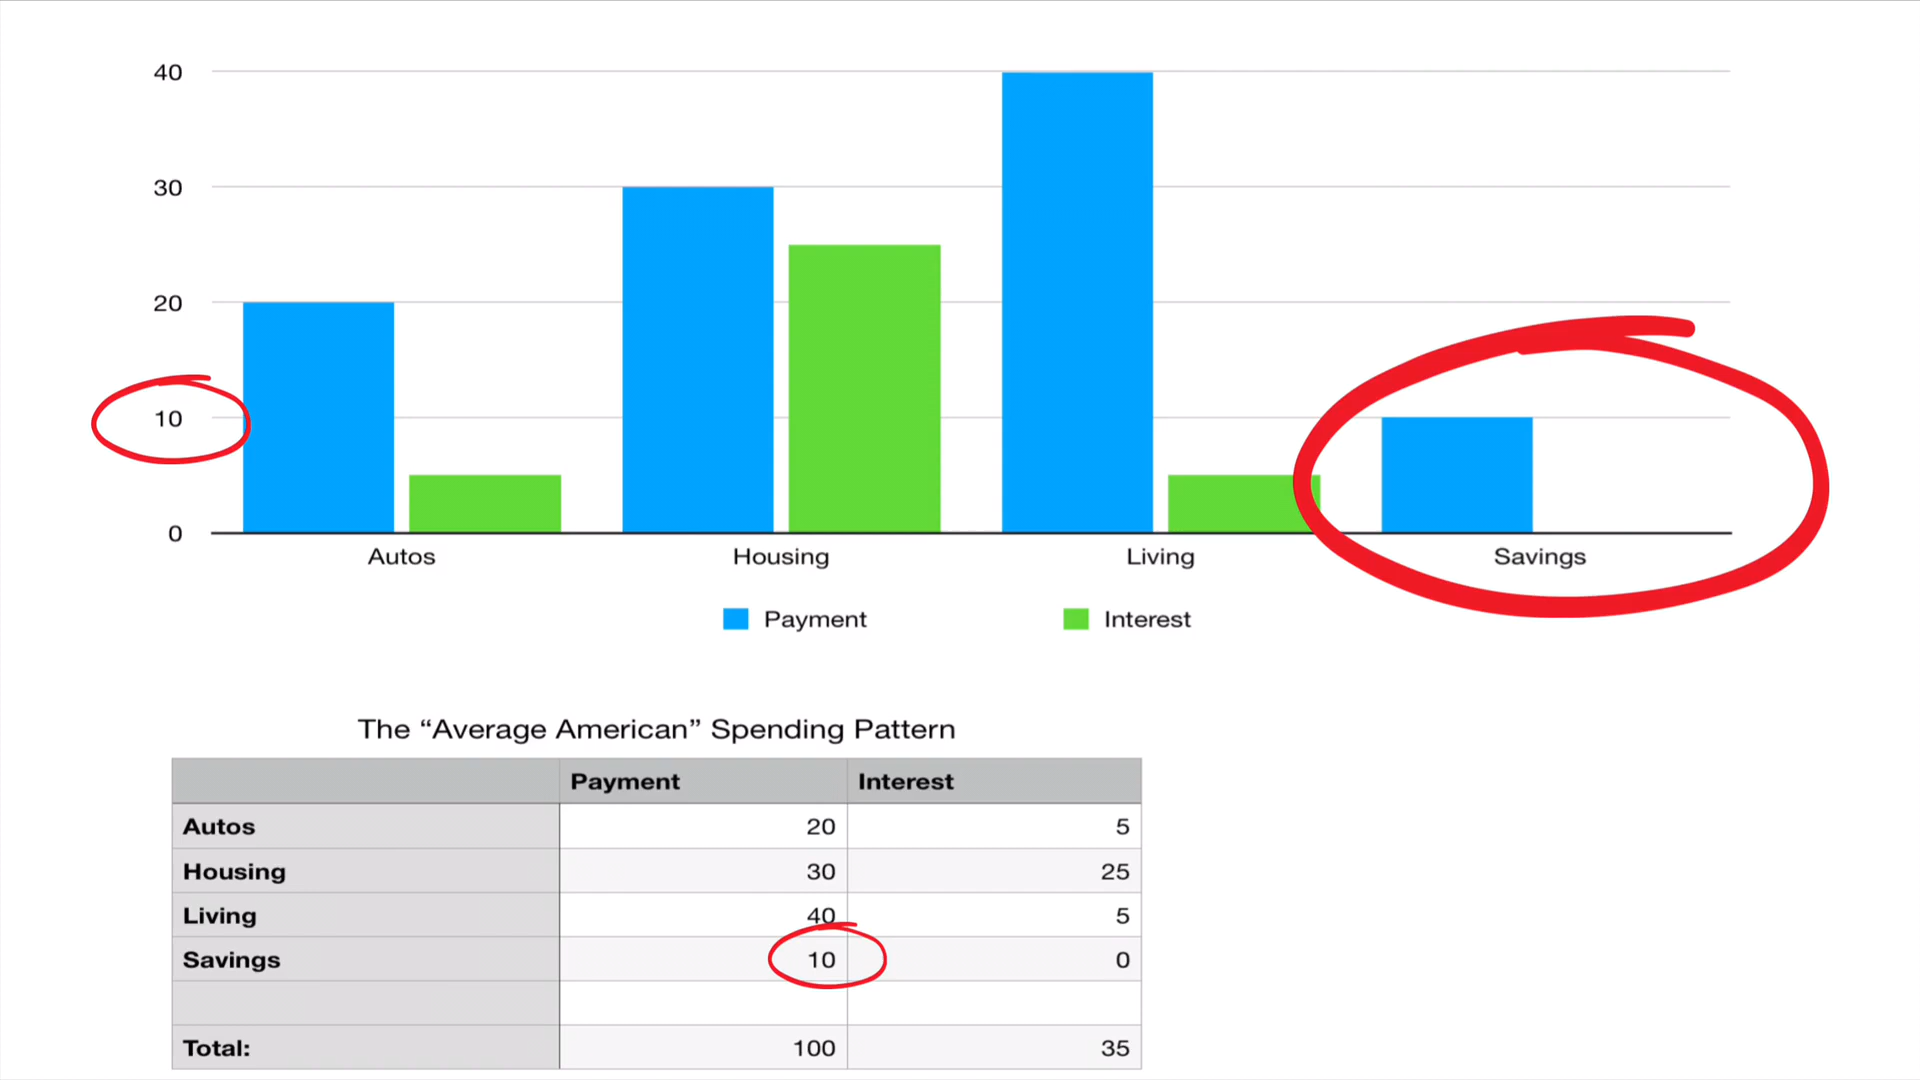 40
30
20
10
0
Autos Housing Living Savings
Payment Interest
The “Average American” Spending Pattern
Payment Interest
Autos 20 5
Housing 30 25
Living 40 5
Savings 10 0
Total: 100 35